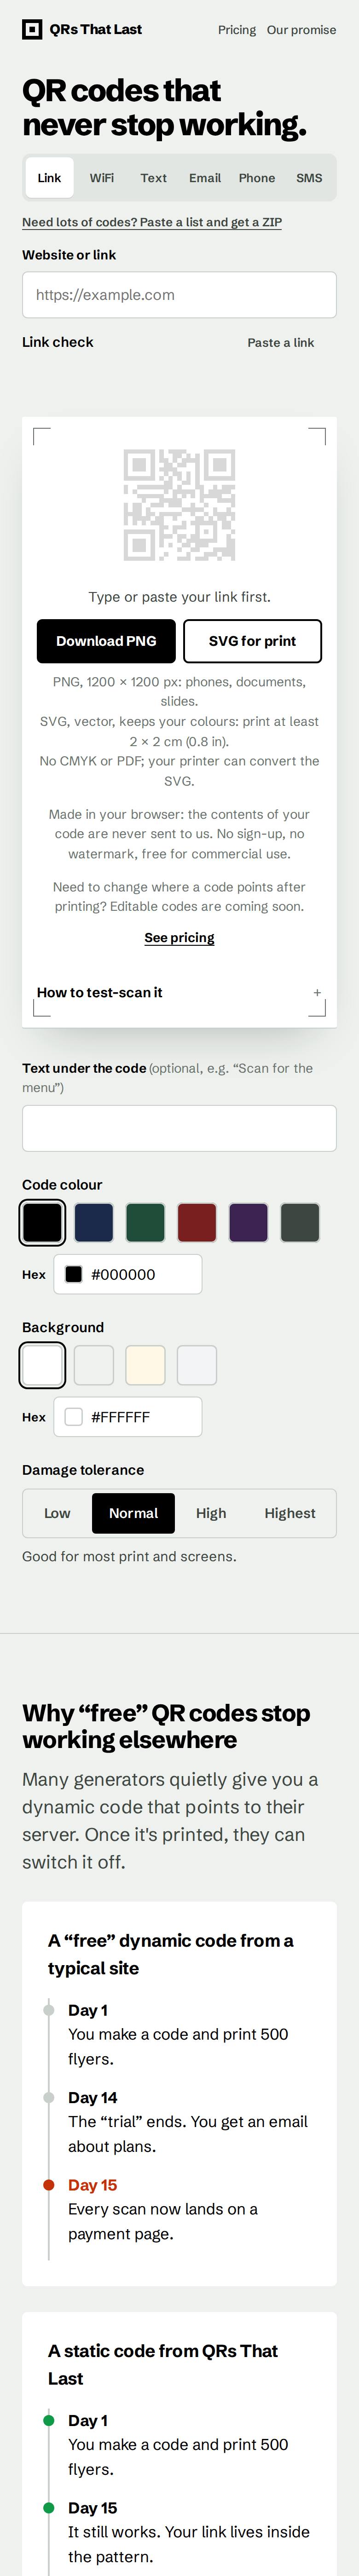 QRs That Last
Pricing
Our promise
QR codes that
never stop working.
Link
WiFi
Text
Email
Phone
SMS
Need lots of codes? Paste a list and get a ZIP
Website or link
https://example.com
Link check
Paste a link
Type or paste your link first.
Download PNG
SVG for print
PNG, 1200 × 1200 px: phones, documents,
slides.
SVG, vector, keeps your colours: print at least
2 × 2 cm (0.8 in).
No CMYK or PDF; your printer can convert the
SVG.
Made in your browser: the contents of your
code are never sent to us. No sign-up, no
watermark, free for commercial use.
Need to change where a code points after
printing? Editable codes are coming soon.
See pricing
How to test-scan it
+
Text under the code (optional, e.g. “Scan for the
menu”)
Code colour
Hex
#000000
Background
Hex
#FFFFFF
Damage tolerance
Low
Normal
High
Highest
Good for most print and screens.
Why “free” QR codes stop
working elsewhere
Many generators quietly give you a
dynamic code that points to their
server. Once it's printed, they can
switch it off.
A “free” dynamic code from a
typical site
Day 1
You make a code and print 500
flyers.
Day 14
The “trial” ends. You get an email
about plans.
Day 15
Every scan now lands on a
payment page.
A static code from QRs That
Last
Day 1
You make a code and print 500
flyers.
Day 15
It still works. Your link lives inside
the pattern.